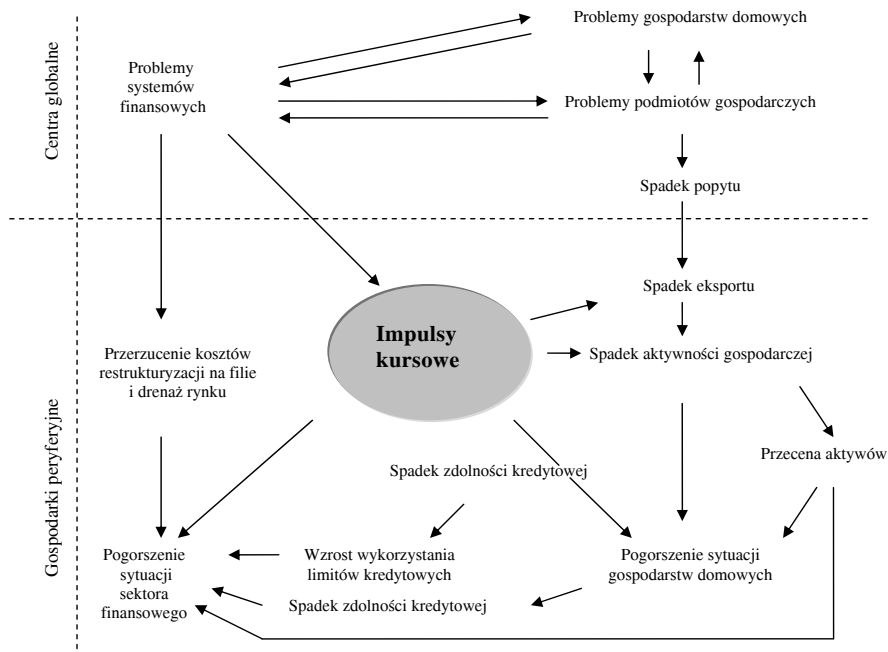 Centra globalne
Problemy gospodarstw domowych
Problemy
systemów
finansowych
Problemy podmiotów gospodarczych
Spadek popytu
Gospodarki peryferyjne
Spadek eksportu
Impulsy
kursowe
Przerzucenie kosztów
restrukturyzacji na filie
i drenaż rynku
Spadek aktywności gospodarczej
Przecena aktywów
Spadek zdolności kredytowej
Pogorszenie
sytuacji
sektora
finansowego
Wzrost wykorzystania
limitów kredytowych
Pogorszenie sytuacji
gospodarstw domowych
Spadek zdolności kredytowej